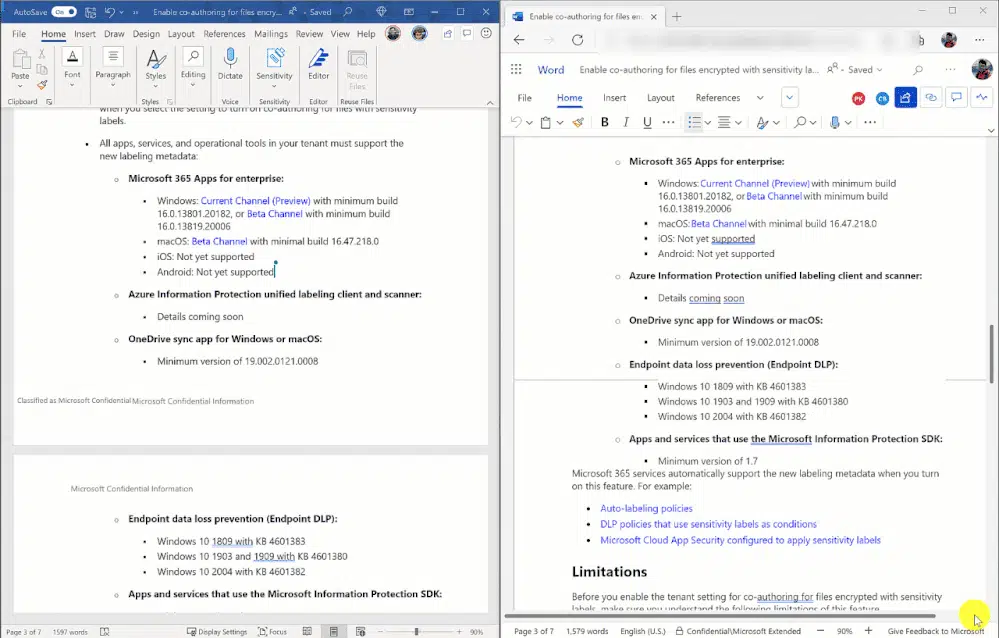 AutoSave On Enable co-authoring for files encry... - Saved
File Home Insert Draw Design Layout References Mailings Review View Help
Paste Font Paragraph Styles Editing Dictate Sensitivity Editor Reuse Files
Clipboard Styles Voice Sensitivity Editor Reuse Files
when you select the setting to turn on co-authoring for files with sensitivity
labels.
• All apps, services, and operational tools in your tenant must support the
new labeling metadata:
o Microsoft 365 Apps for enterprise:
▪ Windows: Current Channel (Preview) with minimum build
16.0.13801.20182, or Beta Channel with minimum build
16.0.13819.20006
▪ macOS: Beta Channel with minimal build 16.47.218.0
▪ iOS: Not yet supported
▪ Android: Not yet supported
o Azure Information Protection unified labeling client and scanner:
▪ Details coming soon
o OneDrive sync app for Windows or macOS:
▪ Minimum version of 19.002.0121.0008
Classified as Microsoft Confidential Microsoft Confidential Information
Microsoft Confidential Information
o Endpoint data loss prevention (Endpoint DLP):
▪ Windows 10 1809 with KB 4601383
▪ Windows 10 1903 and 1909 with KB 4601380
▪ Windows 10 2004 with KB 4601382
o Apps and services that use the Microsoft Information Protection SDK:
Page 3 of 7 1597 words Display Settings Focus 90%
Enable co-authoring for files en
Word Enable co-authoring for files encrypted with sensitivity la... - Saved
File Home Insert Layout References PK CB
B I U
o Microsoft 365 Apps for enterprise:
▪ Windows: Current Channel (Preview) with minimum build
16.0.13801.20182, or Beta Channel with minimum build
16.0.13819.20006
▪ macOS: Beta Channel with minimal build 16.47.218.0
▪ iOS: Not yet supported
▪ Android: Not yet supported
o Azure Information Protection unified labeling client and scanner:
▪ Details coming soon
o OneDrive sync app for Windows or macOS:
▪ Minimum version of 19.002.0121.0008
o Endpoint data loss prevention (Endpoint DLP):
▪ Windows 10 1809 with KB 4601383
▪ Windows 10 1903 and 1909 with KB 4601380
▪ Windows 10 2004 with KB 4601382
o Apps and services that use the Microsoft Information Protection SDK:
▪ Minimum version of 1.7
Microsoft 365 services automatically support the new labeling metadata when you turn
on this feature. For example:
• Auto-labeling policies
• DLP policies that use sensitivity labels as conditions
• Microsoft Cloud App Security configured to apply sensitivity labels
Limitations
Before you enable the tenant setting for co-authoring for files encrypted with sensitivity
labels, make sure you understand the following limitations of this feature
Page 3 of 7 1,579 words English (U.S.) Confidential\Microsoft Extended 90% Give Feedback to Microsoft